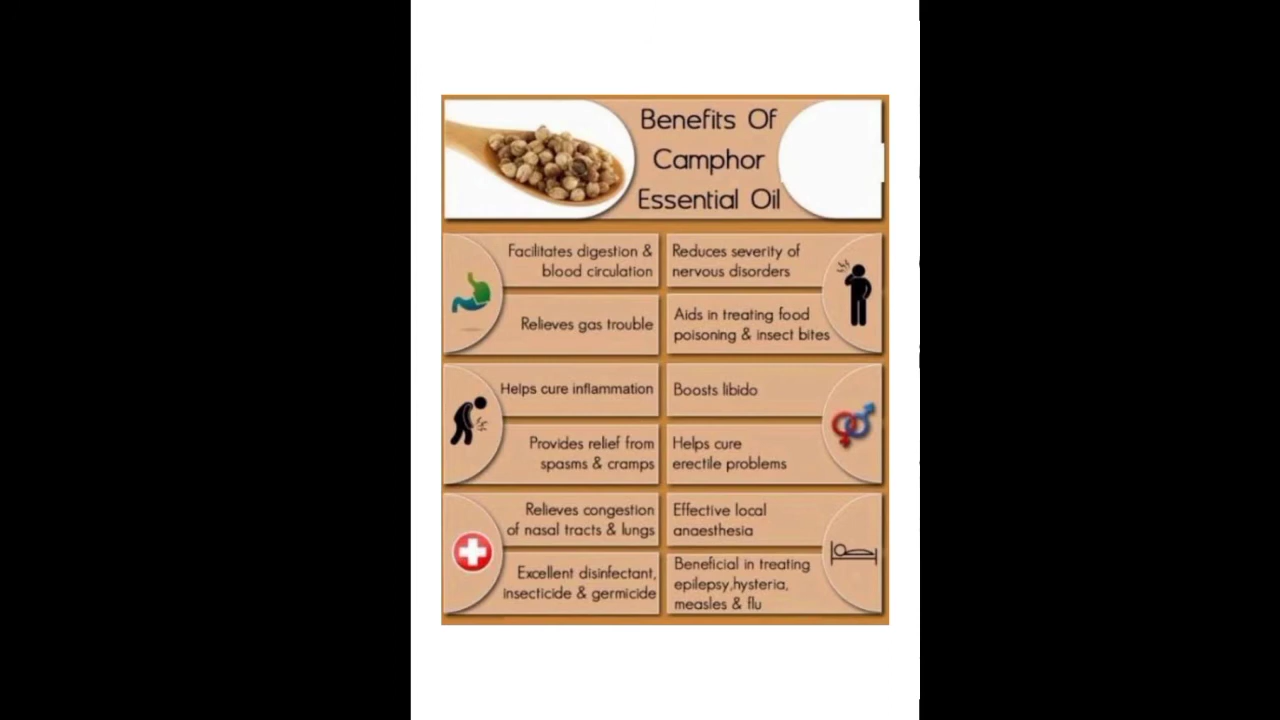 Benefits Of
Camphor
Essential Oil
Facilitates digestion &
blood circulation
Reduces severity of
nervous disorders
Relieves gas trouble
Aids in treating food
poisoning & insect bites
Helps cure inflammation
Boosts libido
Provides relief from
spasms & cramps
Helps cure
erectile problems
Relieves congestion
of nasal tracts & lungs
Effective local
anaesthesia
Excellent disinfectant,
insecticide & germicide
Beneficial in treating
epilepsy,hysteria,
measles & flu